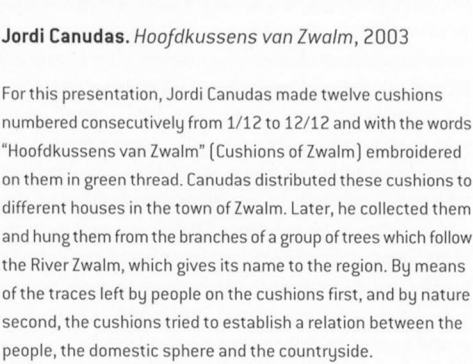 Jordi Canudas. Hoofdkussens van Zwalm, 2003
For this presentation, Jordi Canudas made twelve cushions
numbered consecutively from 1/12 to 12/12 and with the words
“Hoofdkussens van Zwalm” (Cushions of Zwalm) embroidered
on them in green thread. Canudas distributed these cushions to
different houses in the town of Zwalm. Later, he collected them
and hung them from the branches of a group of trees which follow
the River Zwalm, which gives its name to the region. By means
of the traces left by people on the cushions first, and by nature
second, the cushions tried to establish a relation between the
people, the domestic sphere and the countryside.